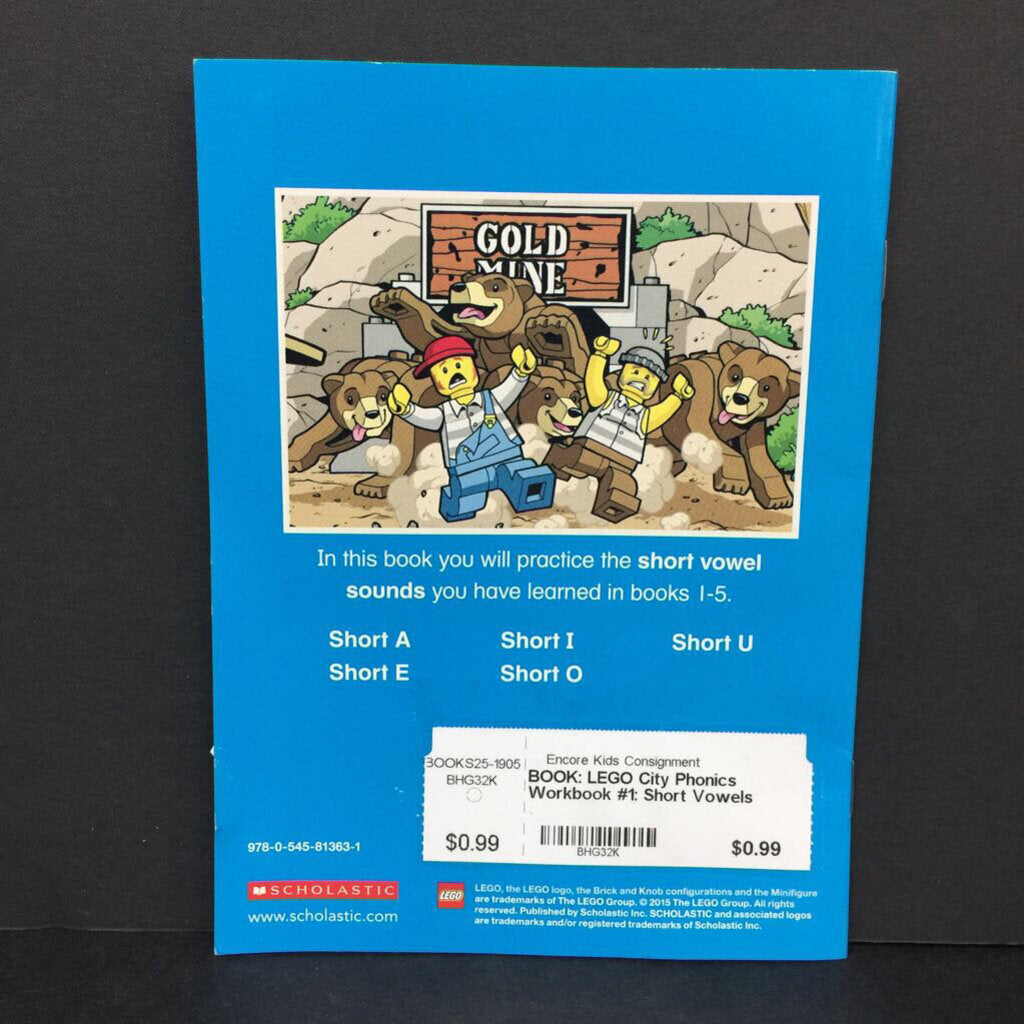 GOLD
MINE
In this book you will practice the short vowel
sounds you have learned in books 1-5.
Short A Short I Short U
Short E Short O
BOOKS25-1905
BHG32K
$0.99
Encore Kids Consignment
BOOK: LEGO City Phonics
Workbook #1: Short Vowels
BHG32K
$0.99
978-0-545-81363-1
SCHOLASTIC
www.scholastic.com
LEGO
LEGO, the LEGO logo, the Brick and Knob configurations and the Minifigure
are trademarks of The LEGO Group. © 2015 The LEGO Group. All rights
reserved. Published by Scholastic Inc. SCHOLASTIC and associated logos
are trademarks and/or registered trademarks of Scholastic Inc.